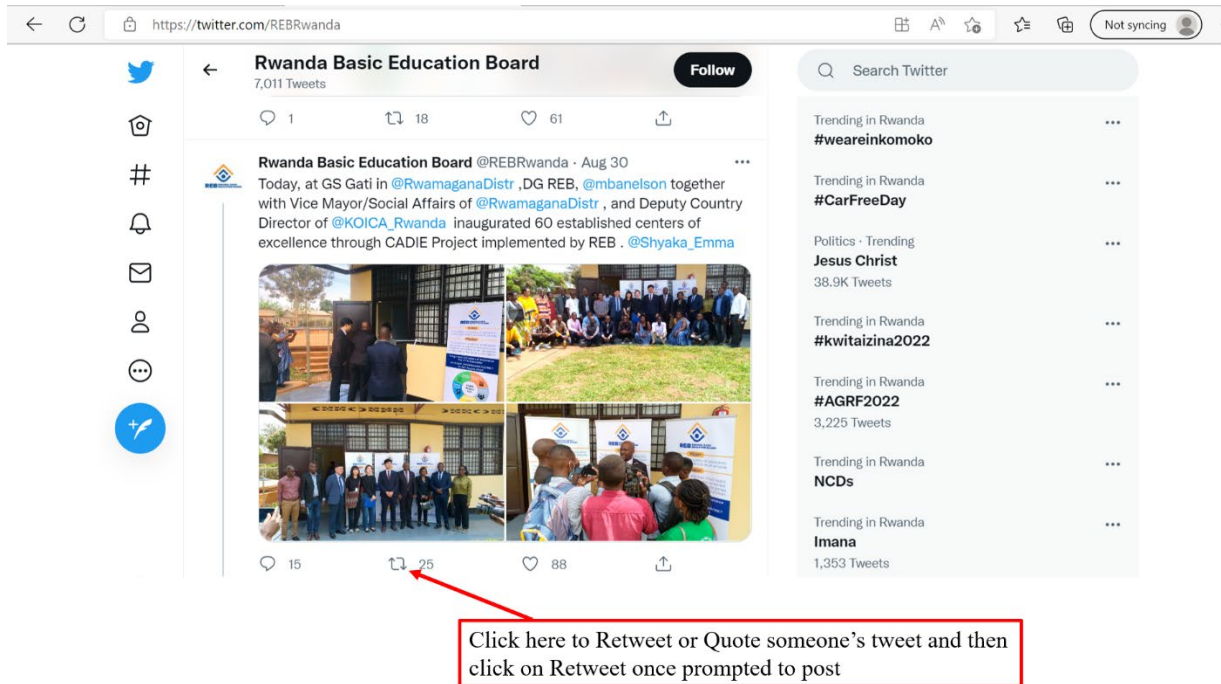 https://twitter.com/REBRwanda
Not syncing
Rwanda Basic Education Board
7,011 Tweets
Follow
1 18 61
Rwanda Basic Education Board @REBRwanda · Aug 30
Today, at GS Gati in @RwamaganaDistr ,DG REB, @mbanelson together
with Vice Mayor/Social Affairs of @RwamaganaDistr , and Deputy Country
Director of @KOICA_Rwanda inaugurated 60 established centers of
excellence through CADIE Project implemented by REB . @Shyaka_Emma
REB
15 25 88
Search Twitter
Trending in Rwanda
#weareinkomoko
Trending in Rwanda
#CarFreeDay
Politics · Trending
Jesus Christ
38.9K Tweets
Trending in Rwanda
#kwitaizina2022
Trending in Rwanda
#AGRF2022
3,225 Tweets
Trending in Rwanda
NCDs
Trending in Rwanda
Imana
1,353 Tweets
Click here to Retweet or Quote someone’s tweet and then
click on Retweet once prompted to post